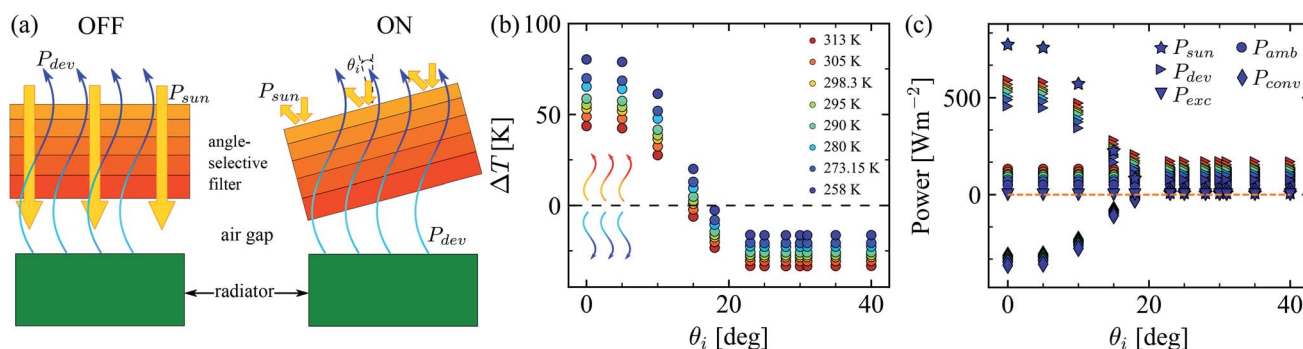 (a) OFF ON
P_dev
θ_i
P_sun P_sun
angle-
selective
filter
air gap
P_dev
radiator
(b)
100
50
0
ΔT [K]
0 20 40
θ_i [deg]
313 K
305 K
298.3 K
295 K
290 K
280 K
273.15 K
258 K
(c)
500
0
Power [Wm⁻²]
0 20 40
θ_i [deg]
P_sun P_amb
P_dev P_conv
P_exc